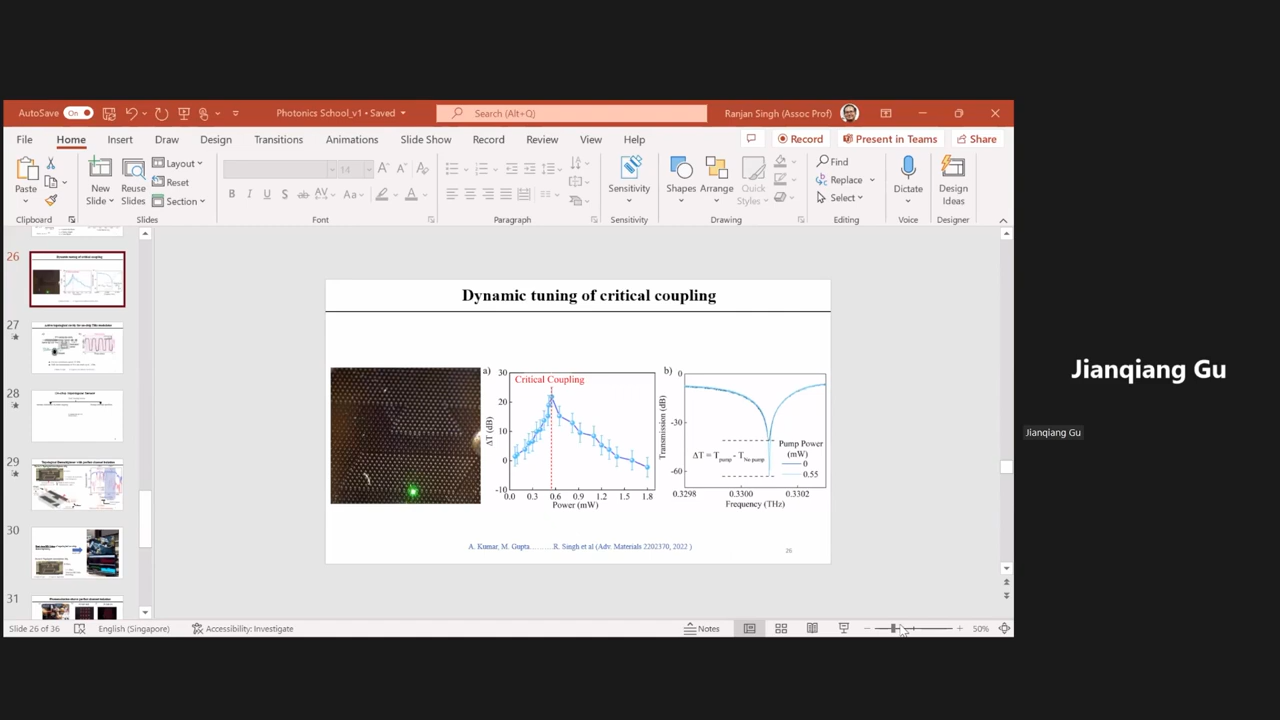 AutoSave On Photonics School_v1 • Saved Search (Alt+Q) Ranjan Singh (Assoc Prof)
File Home Insert Draw Design Transitions Animations Slide Show Record Review View Help Record Present in Teams Share
Paste
New Slide
Reuse Slides
Layout
Reset
Section
14
B I U S ab AV Aa A
Sensitivity
Shapes
Arrange
Quick Styles
Find
Replace
Select
Dictate
Design Ideas
Clipboard Slides Font Paragraph Sensitivity Drawing Editing Voice Designer
26
27
28
29
30
31
Dynamic tuning of critical coupling
a)
Critical Coupling
ΔT (dB)
30
20
10
0
-10
0.0 0.3 0.6 0.9 1.2 1.5 1.8
Power (mW)
b)
Transmission (dB)
0
-30
-60
ΔT = Tpump - TNo pump
Pump Power
(mW)
0
0.55
0.3298 0.3300 0.3302
Frequency (THz)
A. Kumar, M. Gupta……… R. Singh et al (Adv. Materials 2202370, 2022 )
26
Jianqiang Gu
Jianqiang Gu
Slide 26 of 36 English (Singapore) Accessibility: Investigate Notes 50%